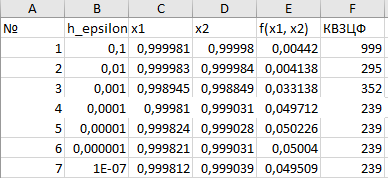 A B C D E F
№ h_epsilon x1 x2 f(x1, x2) КВЗЦФ
1 0,1 0,999981 0,99998 0,00442 999
2 0,01 0,999983 0,999984 0,004138 295
3 0,001 0,998945 0,998849 0,033138 352
4 0,0001 0,99981 0,999031 0,049712 239
5 0,00001 0,999824 0,999028 0,050226 239
6 0,000001 0,999821 0,999031 0,05004 239
7 1E-07 0,999812 0,999039 0,049509 239